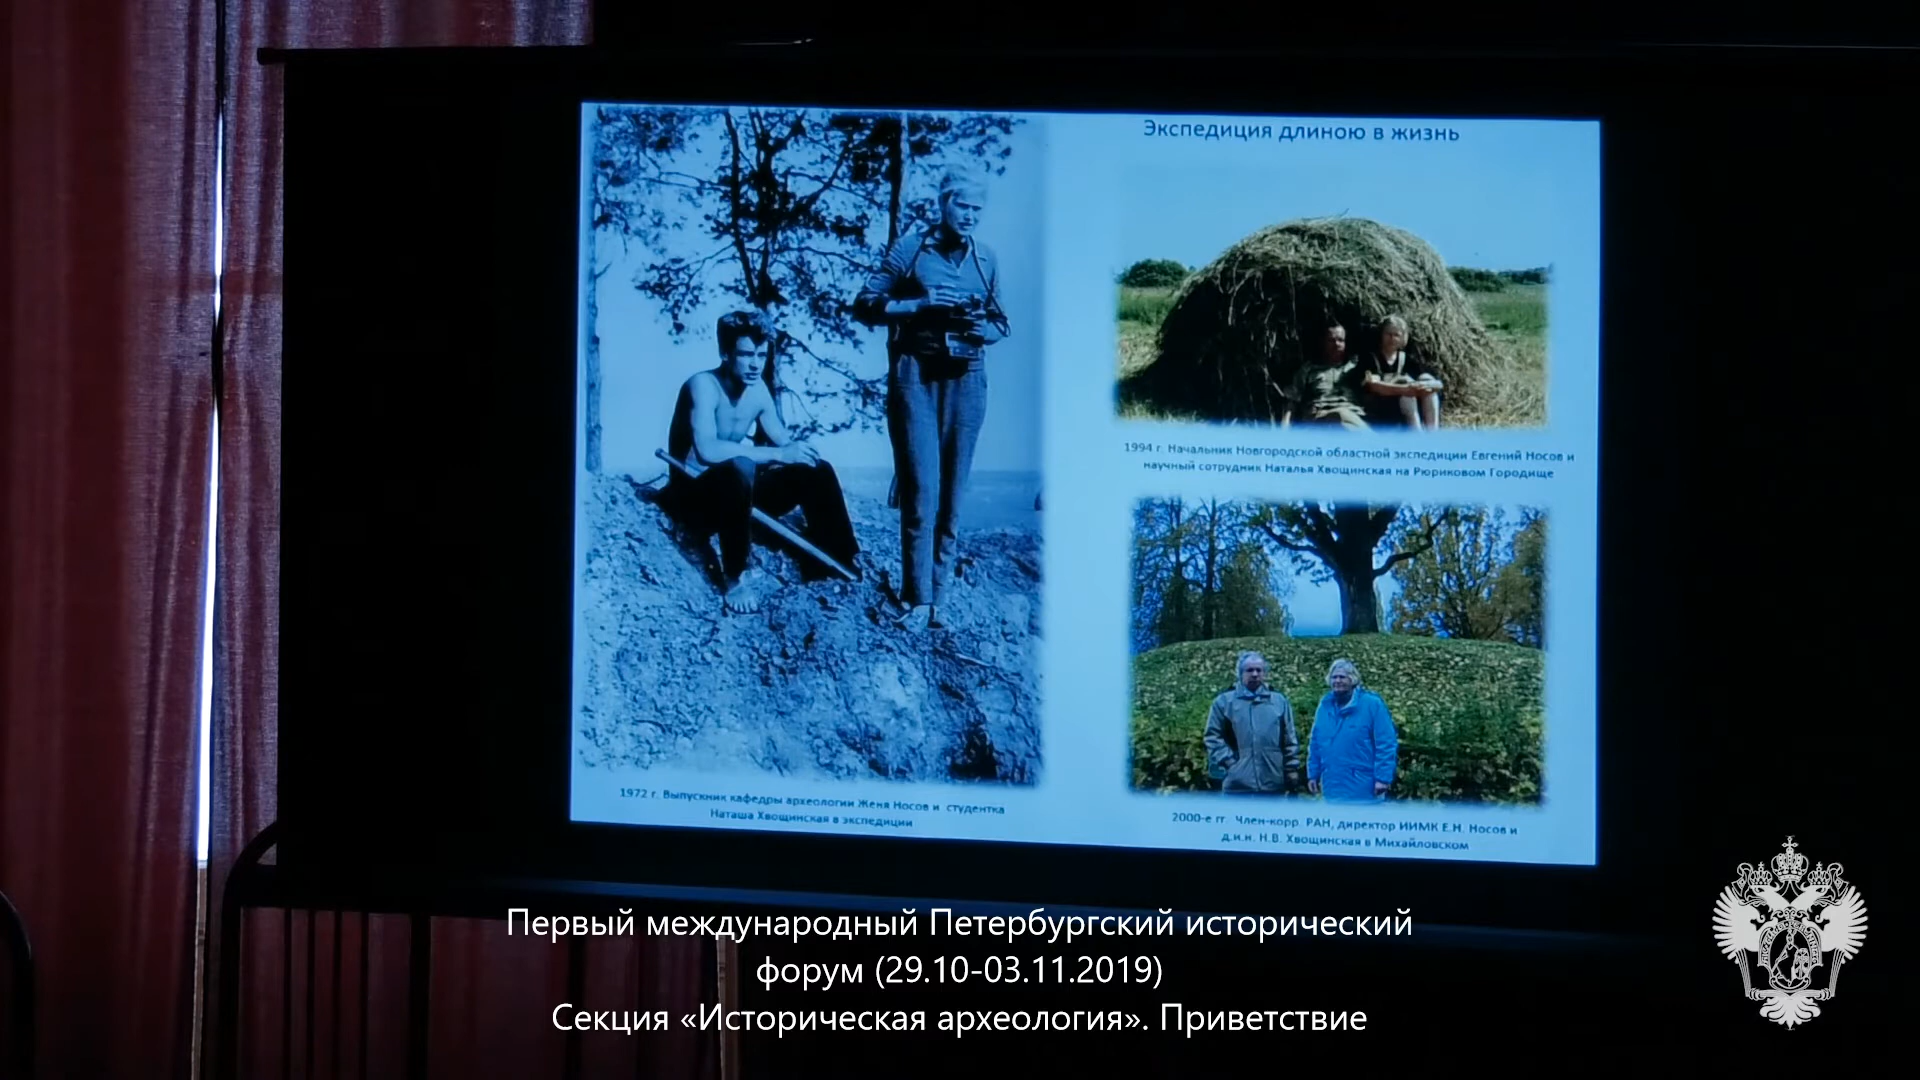 Экспедиция длиною в жизнь
1994 г. Начальник Новгородской областной экспедиции Евгений Носов и
научный сотрудник Наталья Хвощинская на Рюриковом Городище
1972 г. Выпускник кафедры археологии Женя Носов и студентка
Наташа Хвощинская в экспедиции
2000-е гг. Член-корр. РАН, директор ИИМК Е.Н. Носов и
д.и.н. Н.В. Хвощинская в Михайловском
Первый международный Петербургский исторический
форум (29.10-03.11.2019)
Секция «Историческая археология». Приветствие